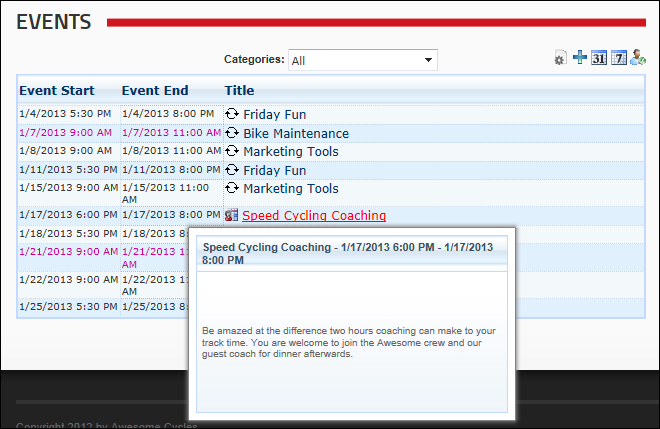 EVENTS
Categories: All
31 7
Event Start Event End Title
1/4/2013 5:30 PM 1/4/2013 8:00 PM Friday Fun
1/7/2013 9:00 AM 1/7/2013 11:00 AM Bike Maintenance
1/8/2013 9:00 AM 1/8/2013 11:00 AM Marketing Tools
1/11/2013 5:30 PM 1/11/2013 8:00 PM Friday Fun
1/15/2013 9:00 AM 1/15/2013 11:00 Marketing Tools
AM
1/17/2013 6:00 PM 1/17/2013 8:00 PM Speed Cycling Coaching
1/18/2013 5:30 PM 1/18/2013 8:
1/21/2013 9:00 AM 1/21/2013 11
AM
1/22/2013 9:00 AM 1/22/2013 11
AM
1/25/2013 5:30 PM 1/25/2013 8:
Speed Cycling Coaching - 1/17/2013 6:00 PM - 1/17/2013
8:00 PM
Be amazed at the difference two hours coaching can make to your
track time. You are welcome to join the Awesome crew and our
guest coach for dinner afterwards.
Copyright 2012 by Awesome Cycles